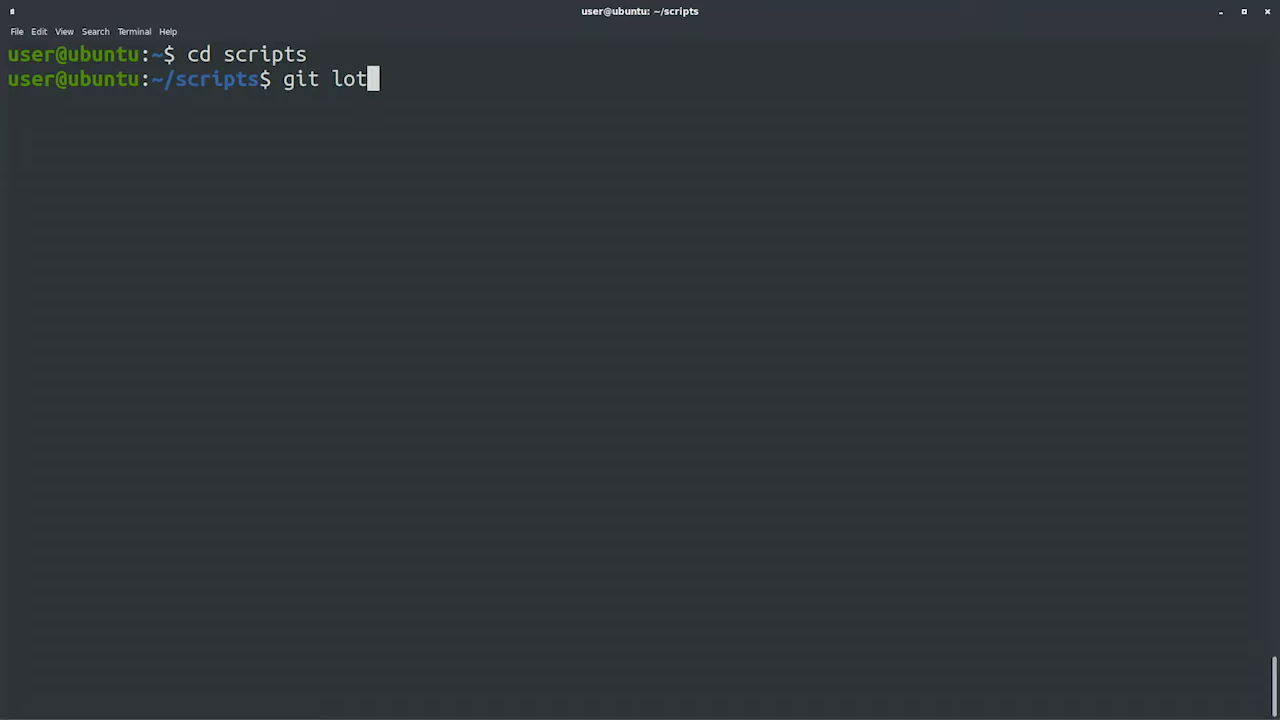 user@ubuntu: ~/scripts
File Edit View Search Terminal Help
user@ubuntu:~$ cd scripts
user@ubuntu:~/scripts$ git lot